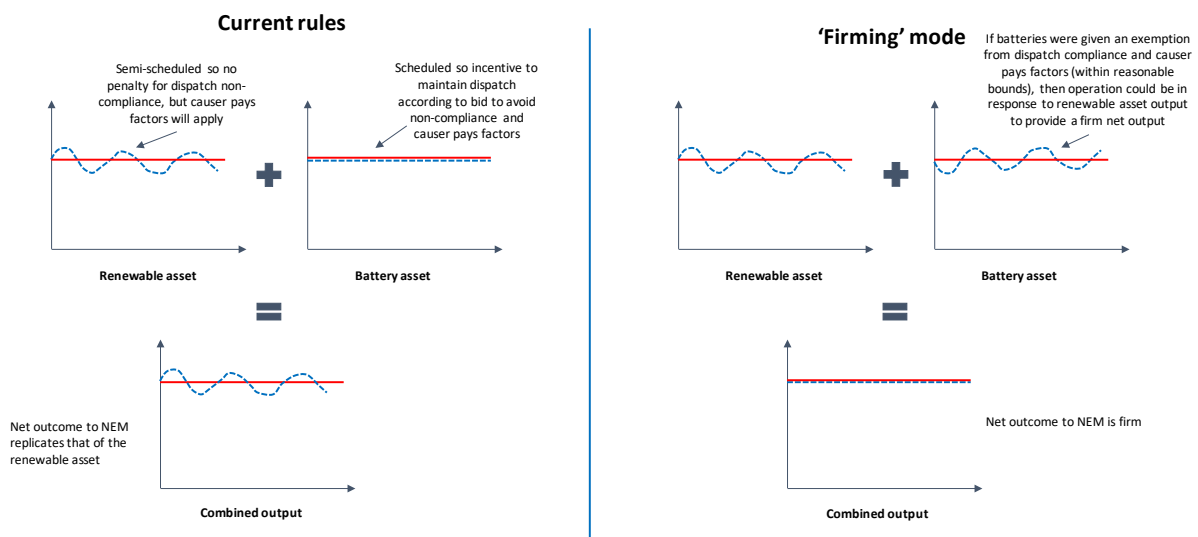 Current rules
Semi-scheduled so no
penalty for dispatch non-
compliance, but causer pays
factors will apply
Scheduled so incentive to
maintain dispatch
according to bid to avoid
non-compliance and
causer pays factors
Renewable asset
Battery asset
Net outcome to NEM
replicates that of the
renewable asset
Combined output
‘Firming’ mode
If batteries were given an exemption
from dispatch compliance and causer
pays factors (within reasonable
bounds), then operation could be in
response to renewable asset output
to provide a firm net output
Renewable asset
Battery asset
Net outcome to NEM is firm
Combined output